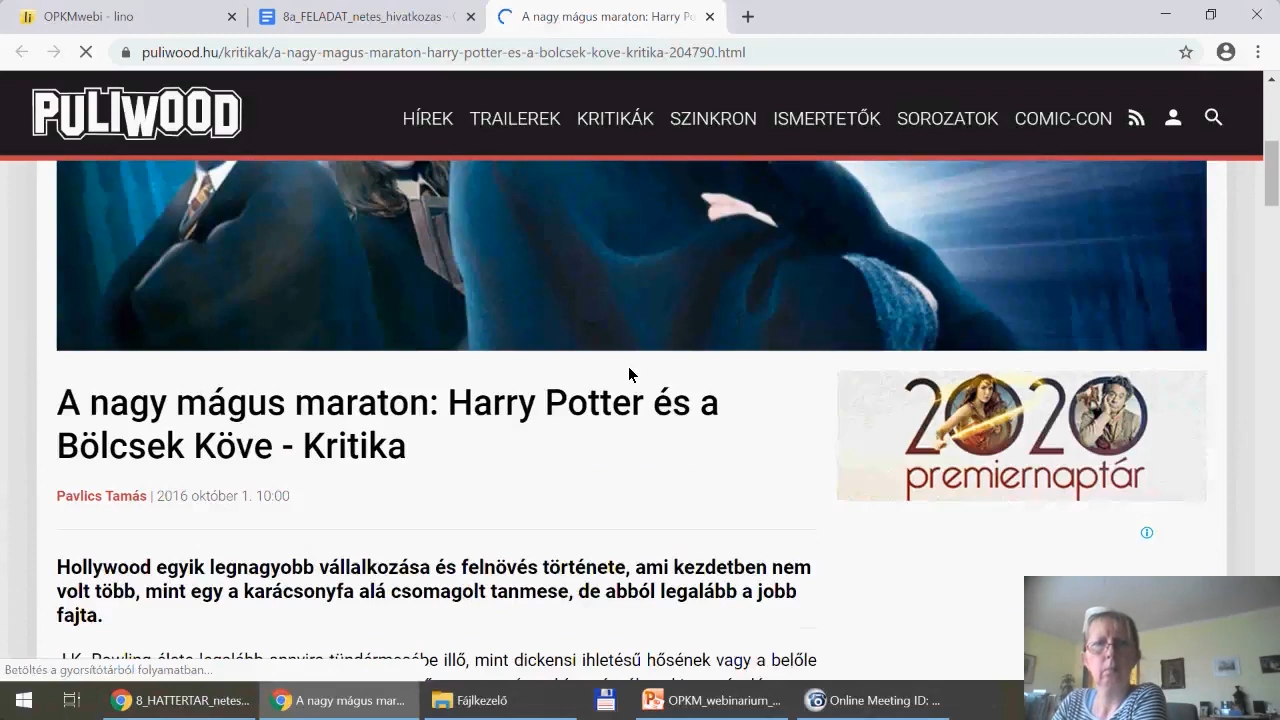 OPKMwebi - lino
8a_FELADAT_netes_hivatkozas -
A nagy mágus maraton: Harry Po
puliwood.hu/kritikak/a-nagy-magus-maraton-harry-potter-es-a-bolcsek-kove-kritika-204790.html
PULIWOOD
HÍREK TRAILEREK KRITIKÁK SZINKRON ISMERTETŐK SOROZATOK COMIC-CON
A nagy mágus maraton: Harry Potter és a
Bölcsek Köve - Kritika
2020
premiernaptár
Pavlics Tamás | 2016 október 1. 10:00
Hollywood egyik legnagyobb vállalkozása és felnövés története, ami kezdetben nem
volt több, mint egy a karácsonyfa alá csomagolt tanmese, de abból legalább a jobb
fajta.
be illő, mint dickensi ihletésű hősének vagy a belőle
Betöltés a gyorsítótárból folyamatban...
8_HATTERTAR_netes...
A nagy mágus mar...
Fájlkezelő
OPKM_webinarium_...
Online Meeting ID: ...